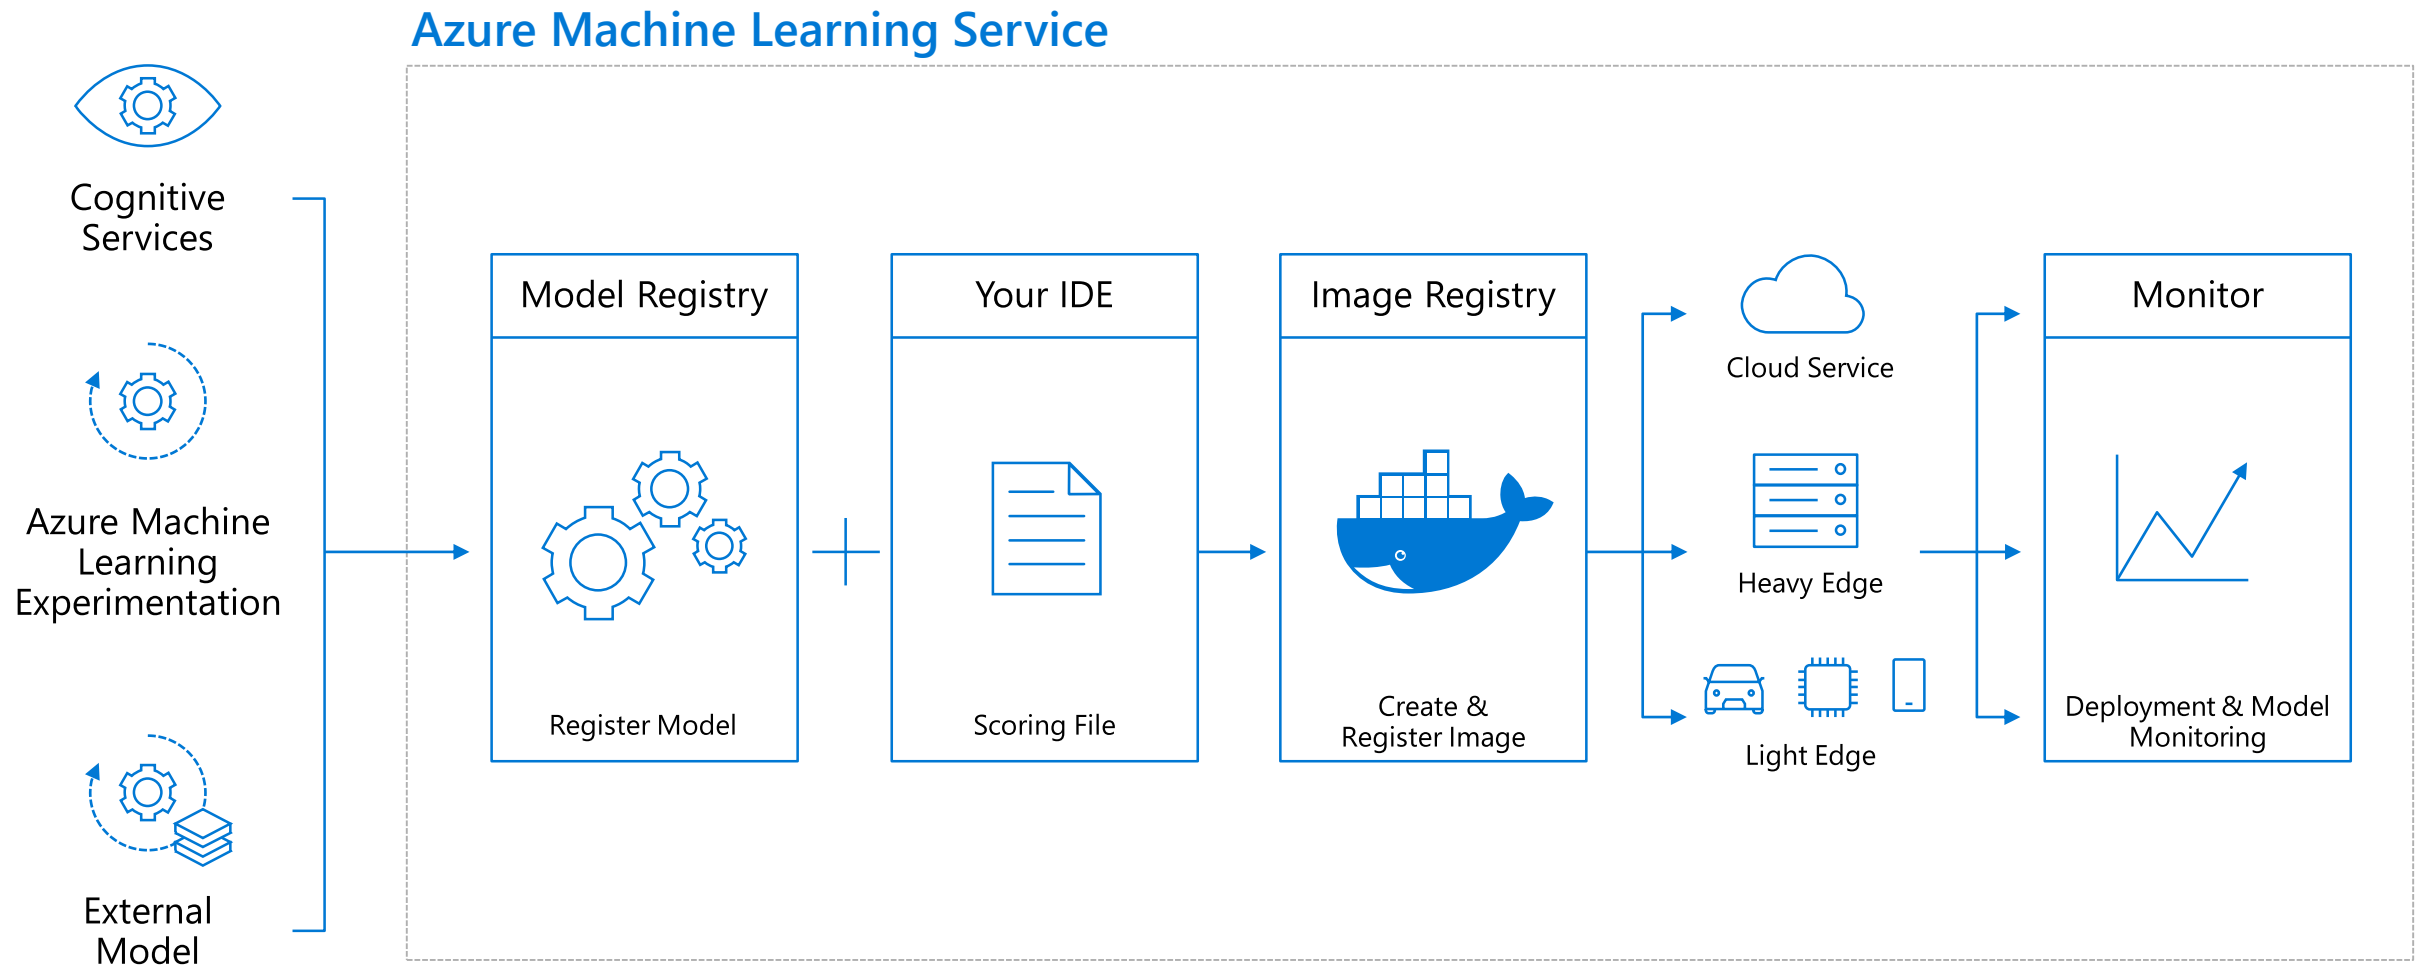 Azure Machine Learning Service
Cognitive
Services
Azure Machine
Learning
Experimentation
External
Model
Model Registry
Register Model
Your IDE
Scoring File
Image Registry
Create &
Register Image
Cloud Service
Heavy Edge
Light Edge
Monitor
Deployment & Model
Monitoring